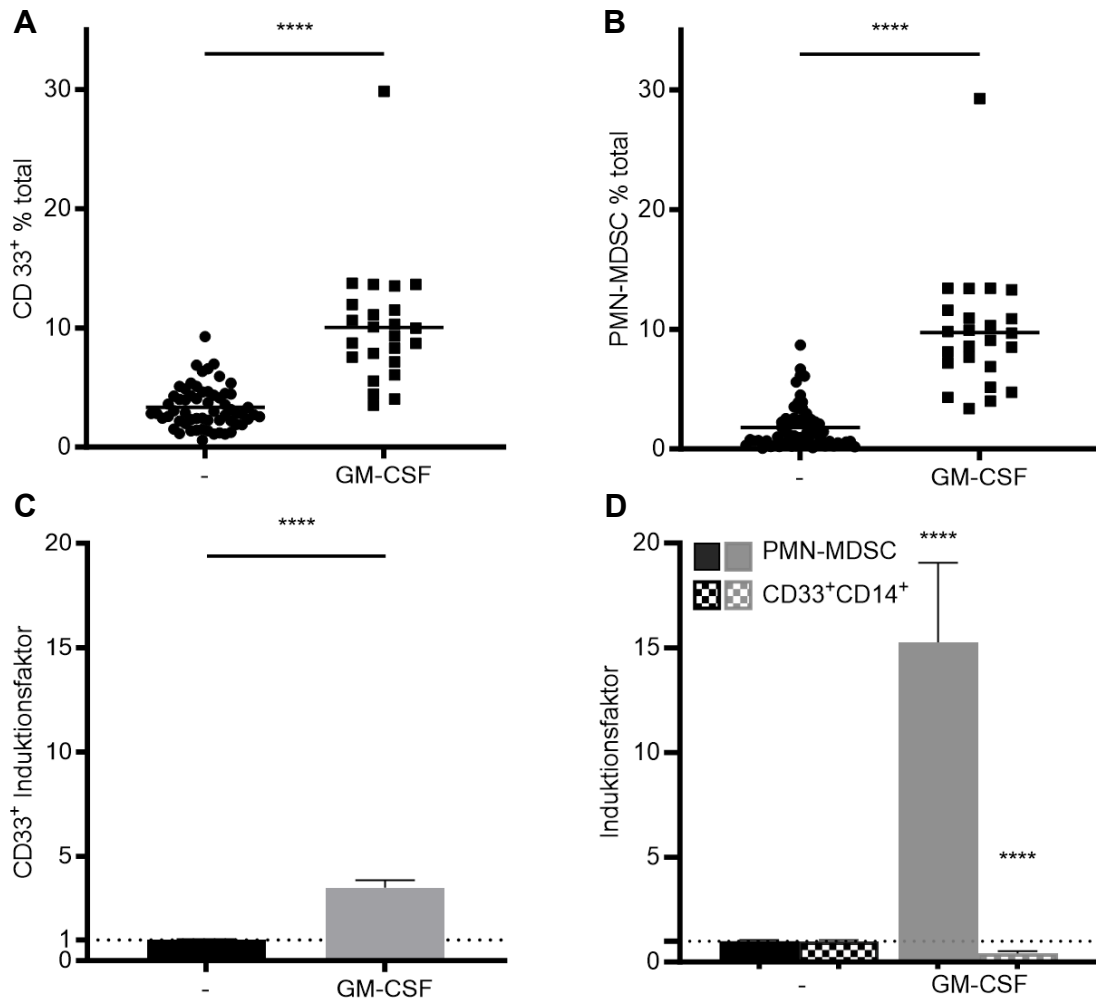 A
****
CD 33⁺ % total
30
20
10
0
-
GM-CSF
B
****
PMN-MDSC % total
30
20
10
0
-
GM-CSF
C
****
CD33⁺ Induktionsfaktor
20
15
10
5
1
0
-
GM-CSF
D
****
PMN-MDSC
CD33⁺CD14⁺
****
Induktionsfaktor
20
15
10
5
0
-
GM-CSF